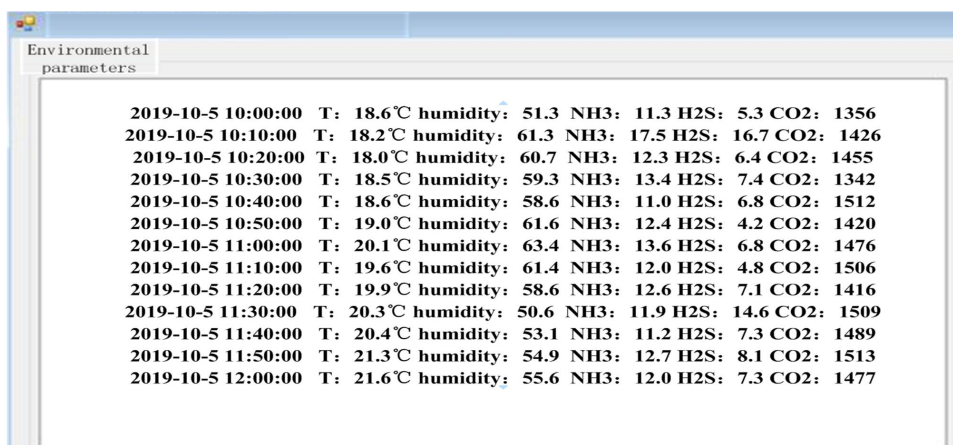 Environmental
parameters
2019-10-5 10:00:00 T: 18.6℃ humidity: 51.3 NH3: 11.3 H2S: 5.3 CO2: 1356
2019-10-5 10:10:00 T: 18.2℃ humidity: 61.3 NH3: 17.5 H2S: 16.7 CO2: 1426
2019-10-5 10:20:00 T: 18.0℃ humidity: 60.7 NH3: 12.3 H2S: 6.4 CO2: 1455
2019-10-5 10:30:00 T: 18.5℃ humidity: 59.3 NH3: 13.4 H2S: 7.4 CO2: 1342
2019-10-5 10:40:00 T: 18.6℃ humidity: 58.6 NH3: 11.0 H2S: 6.8 CO2: 1512
2019-10-5 10:50:00 T: 19.0℃ humidity: 61.6 NH3: 12.4 H2S: 4.2 CO2: 1420
2019-10-5 11:00:00 T: 20.1℃ humidity: 63.4 NH3: 13.6 H2S: 6.8 CO2: 1476
2019-10-5 11:10:00 T: 19.6℃ humidity: 61.4 NH3: 12.0 H2S: 4.8 CO2: 1506
2019-10-5 11:20:00 T: 19.9℃ humidity: 58.6 NH3: 12.6 H2S: 7.1 CO2: 1416
2019-10-5 11:30:00 T: 20.3℃ humidity: 50.6 NH3: 11.9 H2S: 14.6 CO2: 1509
2019-10-5 11:40:00 T: 20.4℃ humidity: 53.1 NH3: 11.2 H2S: 7.3 CO2: 1489
2019-10-5 11:50:00 T: 21.3℃ humidity: 54.9 NH3: 12.7 H2S: 8.1 CO2: 1513
2019-10-5 12:00:00 T: 21.6℃ humidity: 55.6 NH3: 12.0 H2S: 7.3 CO2: 1477